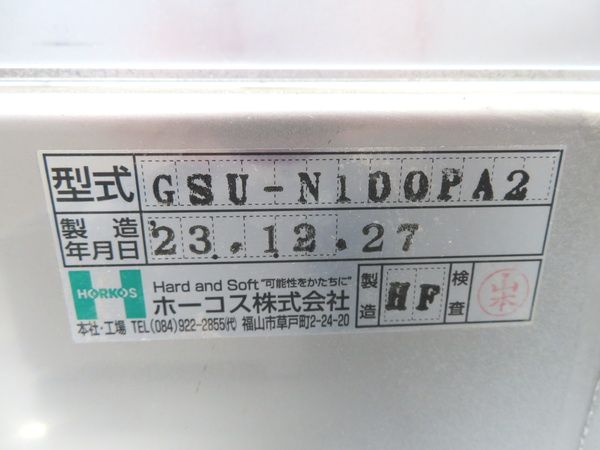 型式 GSU-N100PA2
製造年月日 23.12.27
HORKOS
Hard and Soft "可能性をかたちに"
ホーコス株式会社
本社・工場 TEL(084)922-2855(代) 福山市草戸町2-24-20
製造 HF 検査 山本